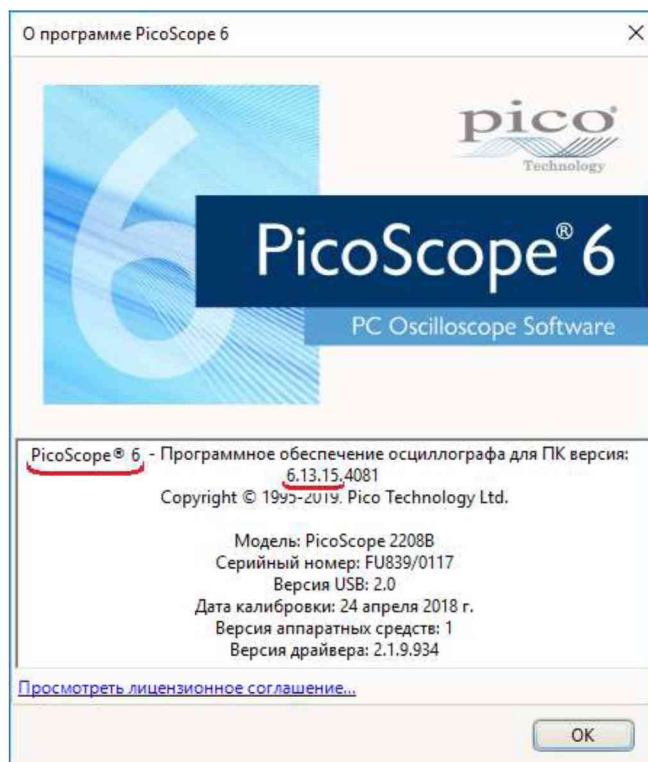 О программе PicoScope 6
6
pico
Technology
PicoScope® 6
PC Oscilloscope Software
PicoScope® 6 - Программное обеспечение осциллографа для ПК версия:
6.13.15.4081
Copyright © 1995-2019. Pico Technology Ltd.
Модель: PicoScope 2208B
Серийный номер: FU839/0117
Версия USB: 2.0
Дата калибровки: 24 апреля 2018 г.
Версия аппаратных средств: 1
Версия драйвера: 2.1.9.934
Просмотреть лицензионное соглашение...
OK